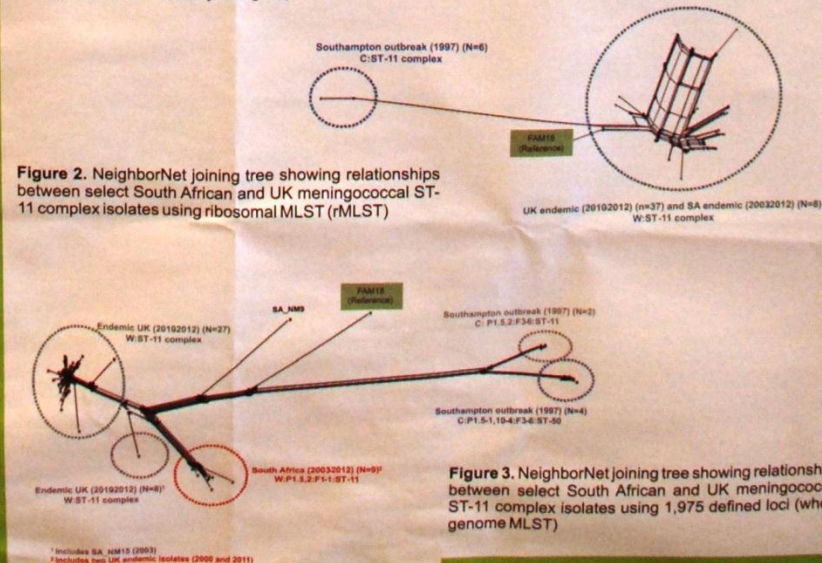 Southampton outbreak (1997) (N=6)
C:ST-11 complex
FAM18
(Reference)
Figure 2. NeighborNet joining tree showing relationships
between select South African and UK meningococcal ST-
11 complex isolates using ribosomal MLST (rMLST)
UK endemic (20102012) (n=37) and SA endemic (20032012) (N=8)
W:ST-11 complex
SA_NM9
FAM18
(Reference)
Endemic UK (20102012) (N=27)
W:ST-11 complex
Southampton outbreak (1997) (N=2)
C: P1.5,2:F3-6:ST-11
Southampton outbreak (1997) (N=4)
C:P1.5-1,10-4:F3-6:ST-50
South Africa (20032012) (N=9)²
W:P1.5,2:F1-1:ST-11
Endemic UK (20102012) (N=8)¹
W:ST-11 complex
Figure 3. NeighborNet joining tree showing relationsh
between select South African and UK meningococ
ST-11 complex isolates using 1,975 defined loci (who
genome MLST)
¹ Includes SA_NM15 (2003)
² Includes two UK endemic isolates (2000 and 2011)